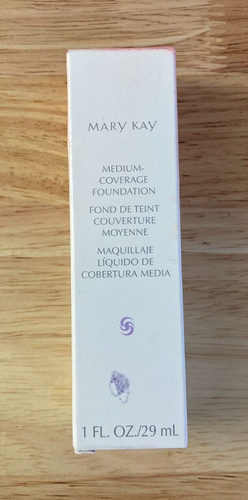 MARY KAY
MEDIUM-
COVERAGE
FOUNDATION
FOND DE TEINT
COUVERTURE
MOYENNE
MAQUILLAJE
LÍQUIDO DE
COBERTURA MEDIA
1 FL. OZ./29 mL